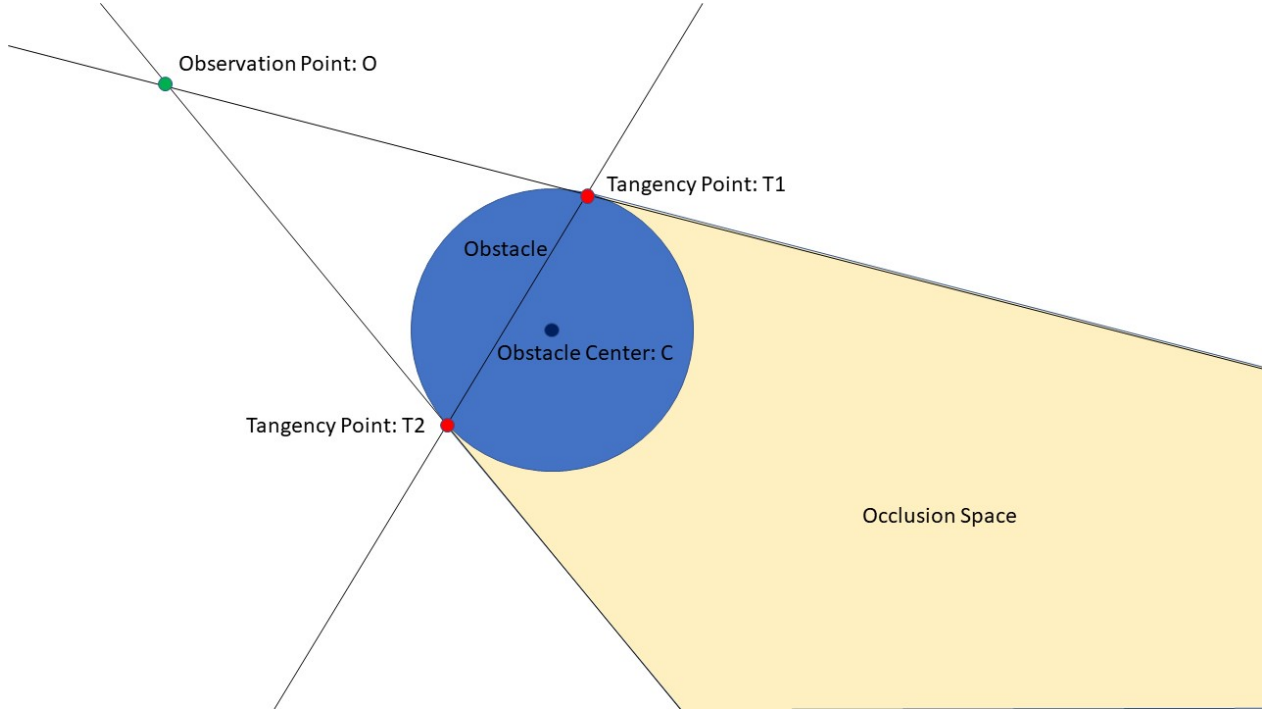 Observation Point: O
Tangency Point: T1
Obstacle
Obstacle Center: C
Tangency Point: T2
Occlusion Space